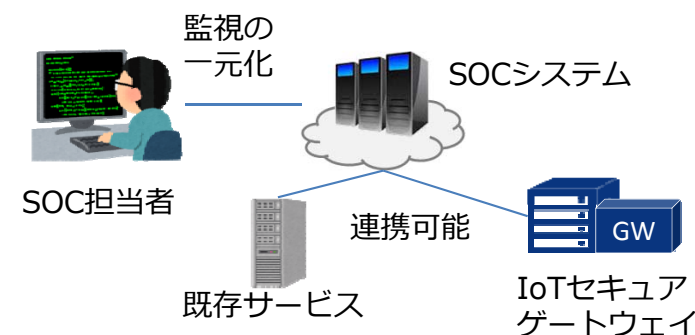 監視の
一元化
SOCシステム
SOC担当者
連携可能
GW
既存サービス
IoTセキュア
ゲートウェイ